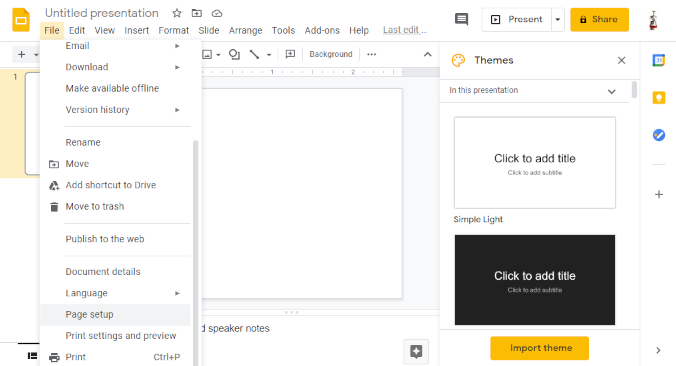 Untitled presentation
File Edit View Insert Format Slide Arrange Tools Add-ons Help Last edit ...
Present
Share
Email
Download
Make available offline
Version history
Rename
Move
Add shortcut to Drive
Move to trash
Publish to the web
Document details
Language
Page setup
Print settings and preview
Print Ctrl+P
Background
1
1 2
d speaker notes
Themes
In this presentation
Click to add title
Click to add subtitle
Simple Light
Click to add title
Click to add subtitle
Import theme